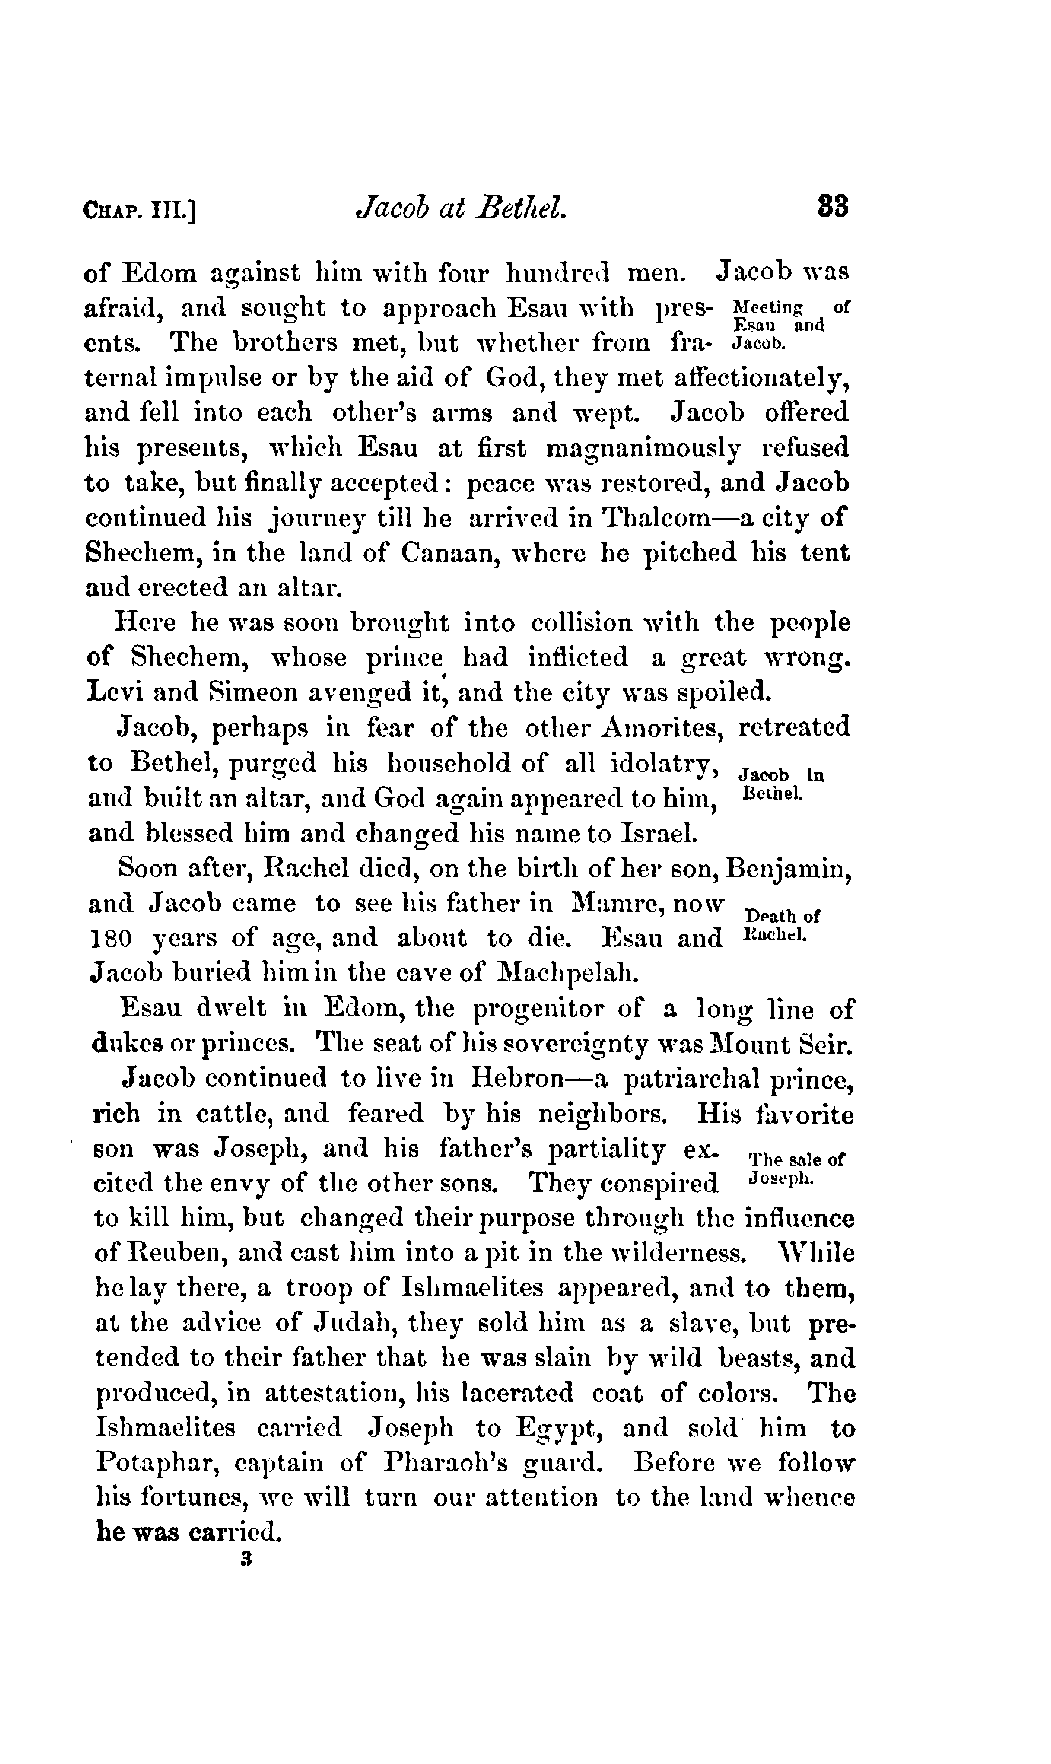 CHAP. III.] Jacob at Bethel. 33
of Edom against him with four hundred men. Jacob was
afraid, and sought to approach Esau with pres-
Meeting of
Esau and
Jacob.
ents. The brothers met, but whether from fra-
ternal impulse or by the aid of God, they met affectionately,
and fell into each other's arms and wept. Jacob offered
his presents, which Esau at first magnanimously refused
to take, but finally accepted: peace was restored, and Jacob
continued his journey till he arrived in Thalcom—a city of
Shechem, in the land of Canaan, where he pitched his tent
and erected an altar.
Here he was soon brought into collision with the people
of Shechem, whose prince had inflicted a great wrong.
Levi and Simeon avenged it, and the city was spoiled.
Jacob, perhaps in fear of the other Amorites, retreated
to Bethel, purged his household of all idolatry,
Jacob in
Bethel.
and built an altar, and God again appeared to him,
and blessed him and changed his name to Israel.
Soon after, Rachel died, on the birth of her son, Benjamin,
and Jacob came to see his father in Mamre, now
Death of
Rachel.
180 years of age, and about to die. Esau and
Jacob buried him in the cave of Machpelah.
Esau dwelt in Edom, the progenitor of a long line of
dukes or princes. The seat of his sovereignty was Mount Seir.
Jacob continued to live in Hebron—a patriarchal prince,
rich in cattle, and feared by his neighbors. His favorite
son was Joseph, and his father's partiality ex-
The sale of
Joseph.
cited the envy of the other sons. They conspired
to kill him, but changed their purpose through the influence
of Reuben, and cast him into a pit in the wilderness. While
he lay there, a troop of Ishmaelites appeared, and to them,
at the advice of Judah, they sold him as a slave, but pre-
tended to their father that he was slain by wild beasts, and
produced, in attestation, his lacerated coat of colors. The
Ishmaelites carried Joseph to Egypt, and sold him to
Potaphar, captain of Pharaoh's guard. Before we follow
his fortunes, we will turn our attention to the land whence
he was carried.
3